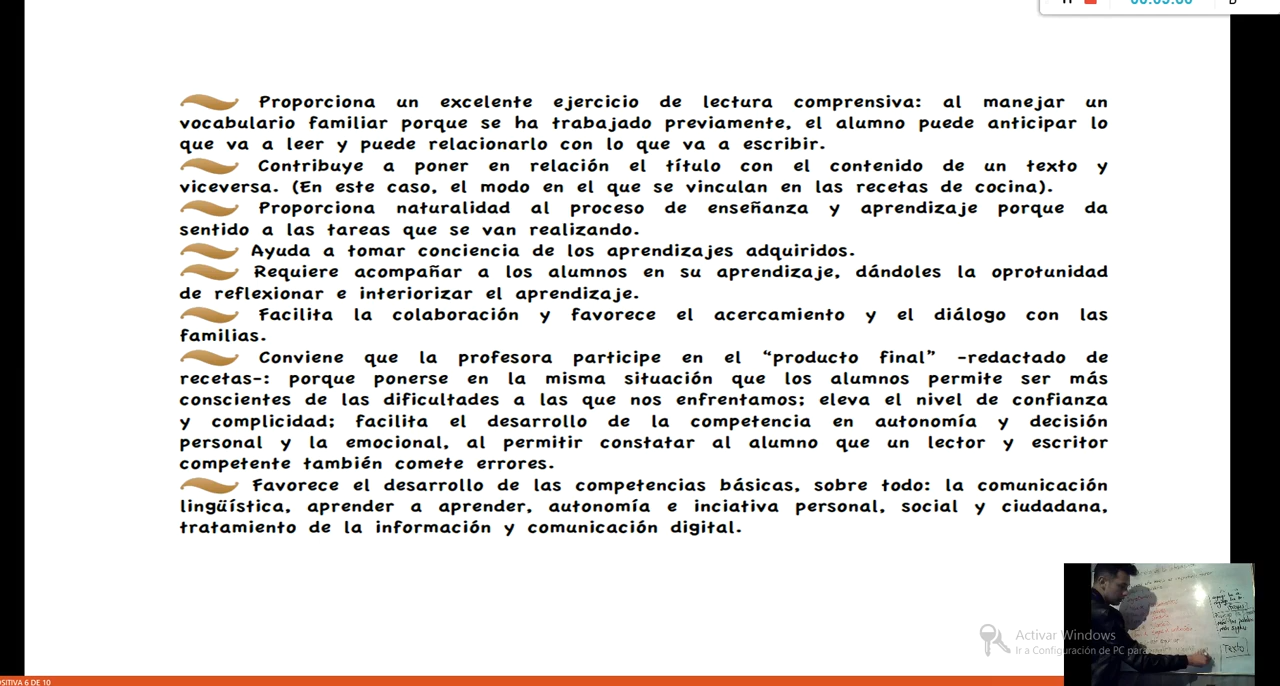 Proporciona un excelente ejercicio de lectura comprensiva: al manejar un
vocabulario familiar porque se ha trabajado previamente, el alumno puede anticipar lo
que va a leer y puede relacionarlo con lo que va a escribir.
Contribuye a poner en relación el título con el contenido de un texto y
viceversa. (En este caso, el modo en el que se vinculan en las recetas de cocina).
Proporciona naturalidad al proceso de enseñanza y aprendizaje porque da
sentido a las tareas que se van realizando.
Ayuda a tomar conciencia de los aprendizajes adquiridos.
Requiere acompañar a los alumnos en su aprendizaje, dándoles la oprotunidad
de reflexionar e interiorizar el aprendizaje.
Facilita la colaboración y favorece el acercamiento y el diálogo con las
familias.
Conviene que la profesora participe en el “producto final” -redactado de
recetas-: porque ponerse en la misma situación que los alumnos permite ser más
conscientes de las dificultades a las que nos enfrentamos; eleva el nivel de confianza
y complicidad; facilita el desarrollo de la competencia en autonomía y decisión
personal y la emocional, al permitir constatar al alumno que un lector y escritor
competente también comete errores.
Favorece el desarrollo de las competencias básicas, sobre todo: la comunicación
lingüística, aprender a aprender, autonomía e inciativa personal, social y ciudadana,
tratamiento de la información y comunicación digital.
Activar Windows
Ir a Configuración de PC para
Texto
SITIVA 6 DE 10